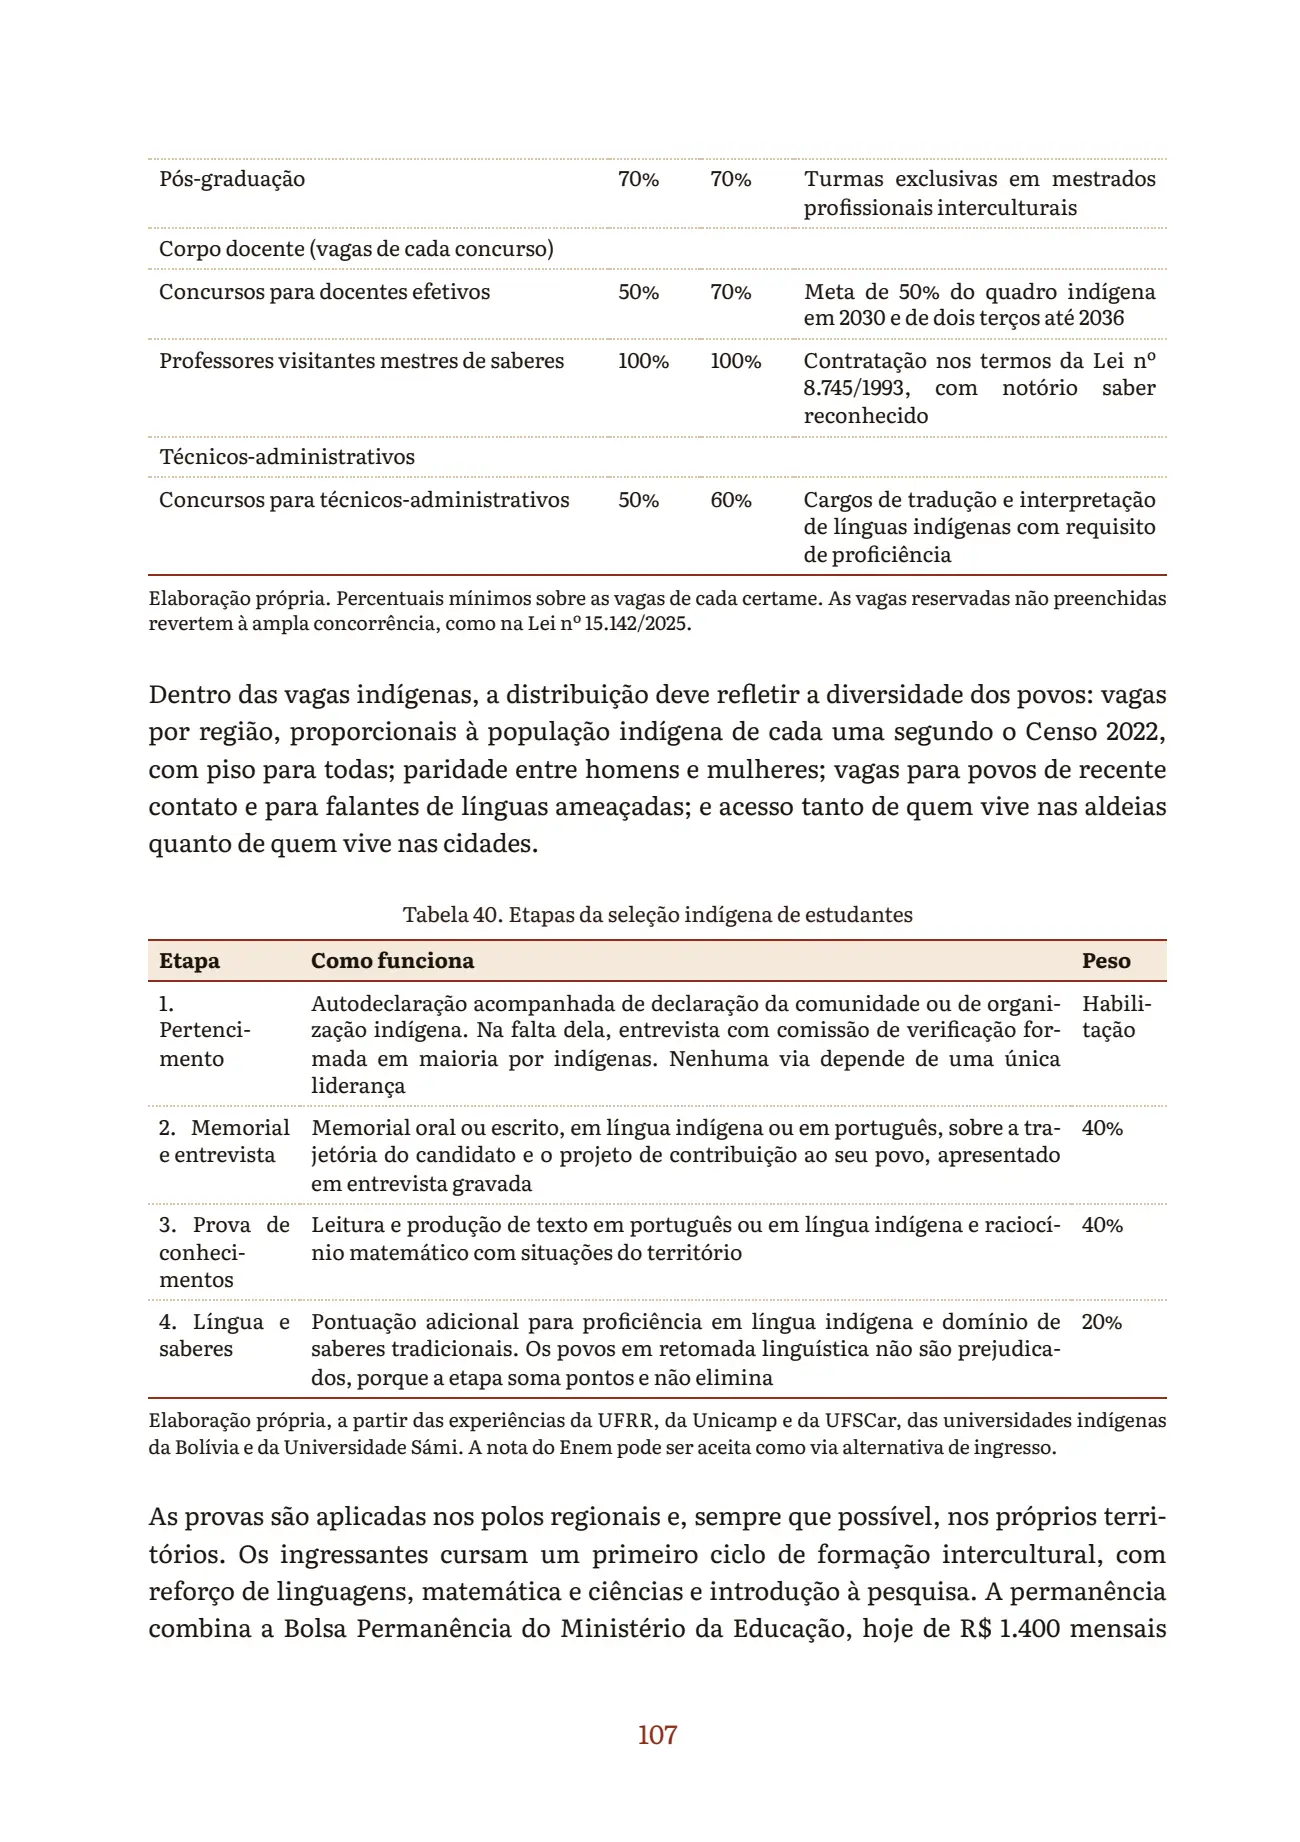 Pós-graduação 70% 70% Turmas exclusivas em mestrados
profissionais interculturais
Corpo docente (vagas de cada concurso)
Concursos para docentes efetivos 50% 70% Meta de 50% do quadro indígena
em 2030 e de dois terços até 2036
Professores visitantes mestres de saberes 100% 100% Contratação nos termos da Lei nº
8.745/1993, com notório saber
reconhecido
Técnicos-administrativos
Concursos para técnicos-administrativos 50% 60% Cargos de tradução e interpretação
de línguas indígenas com requisito
de proficiência
Elaboração própria. Percentuais mínimos sobre as vagas de cada certame. As vagas reservadas não preenchidas
revertem à ampla concorrência, como na Lei nº 15.142/2025.
Dentro das vagas indígenas, a distribuição deve refletir a diversidade dos povos: vagas
por região, proporcionais à população indígena de cada uma segundo o Censo 2022,
com piso para todas; paridade entre homens e mulheres; vagas para povos de recente
contato e para falantes de línguas ameaçadas; e acesso tanto de quem vive nas aldeias
quanto de quem vive nas cidades.
Tabela 40. Etapas da seleção indígena de estudantes
Etapa Como funciona Peso
1. Autodeclaração acompanhada de declaração da comunidade ou de organi- Habili-
Pertenci- zação indígena. Na falta dela, entrevista com comissão de verificação for- tação
mento mada em maioria por indígenas. Nenhuma via depende de uma única
liderança
2. Memorial Memorial oral ou escrito, em língua indígena ou em português, sobre a tra- 40%
e entrevista jetória do candidato e o projeto de contribuição ao seu povo, apresentado
em entrevista gravada
3. Prova de Leitura e produção de texto em português ou em língua indígena e raciocí- 40%
conheci- nio matemático com situações do território
mentos
4. Língua e Pontuação adicional para proficiência em língua indígena e domínio de 20%
saberes saberes tradicionais. Os povos em retomada linguística não são prejudica-
dos, porque a etapa soma pontos e não elimina
Elaboração própria, a partir das experiências da UFRR, da Unicamp e da UFSCar, das universidades indígenas
da Bolívia e da Universidade Sámi. A nota do Enem pode ser aceita como via alternativa de ingresso.
As provas são aplicadas nos polos regionais e, sempre que possível, nos próprios terri-
tórios. Os ingressantes cursam um primeiro ciclo de formação intercultural, com
reforço de linguagens, matemática e ciências e introdução à pesquisa. A permanência
combina a Bolsa Permanência do Ministério da Educação, hoje de R$ 1.400 mensais
107